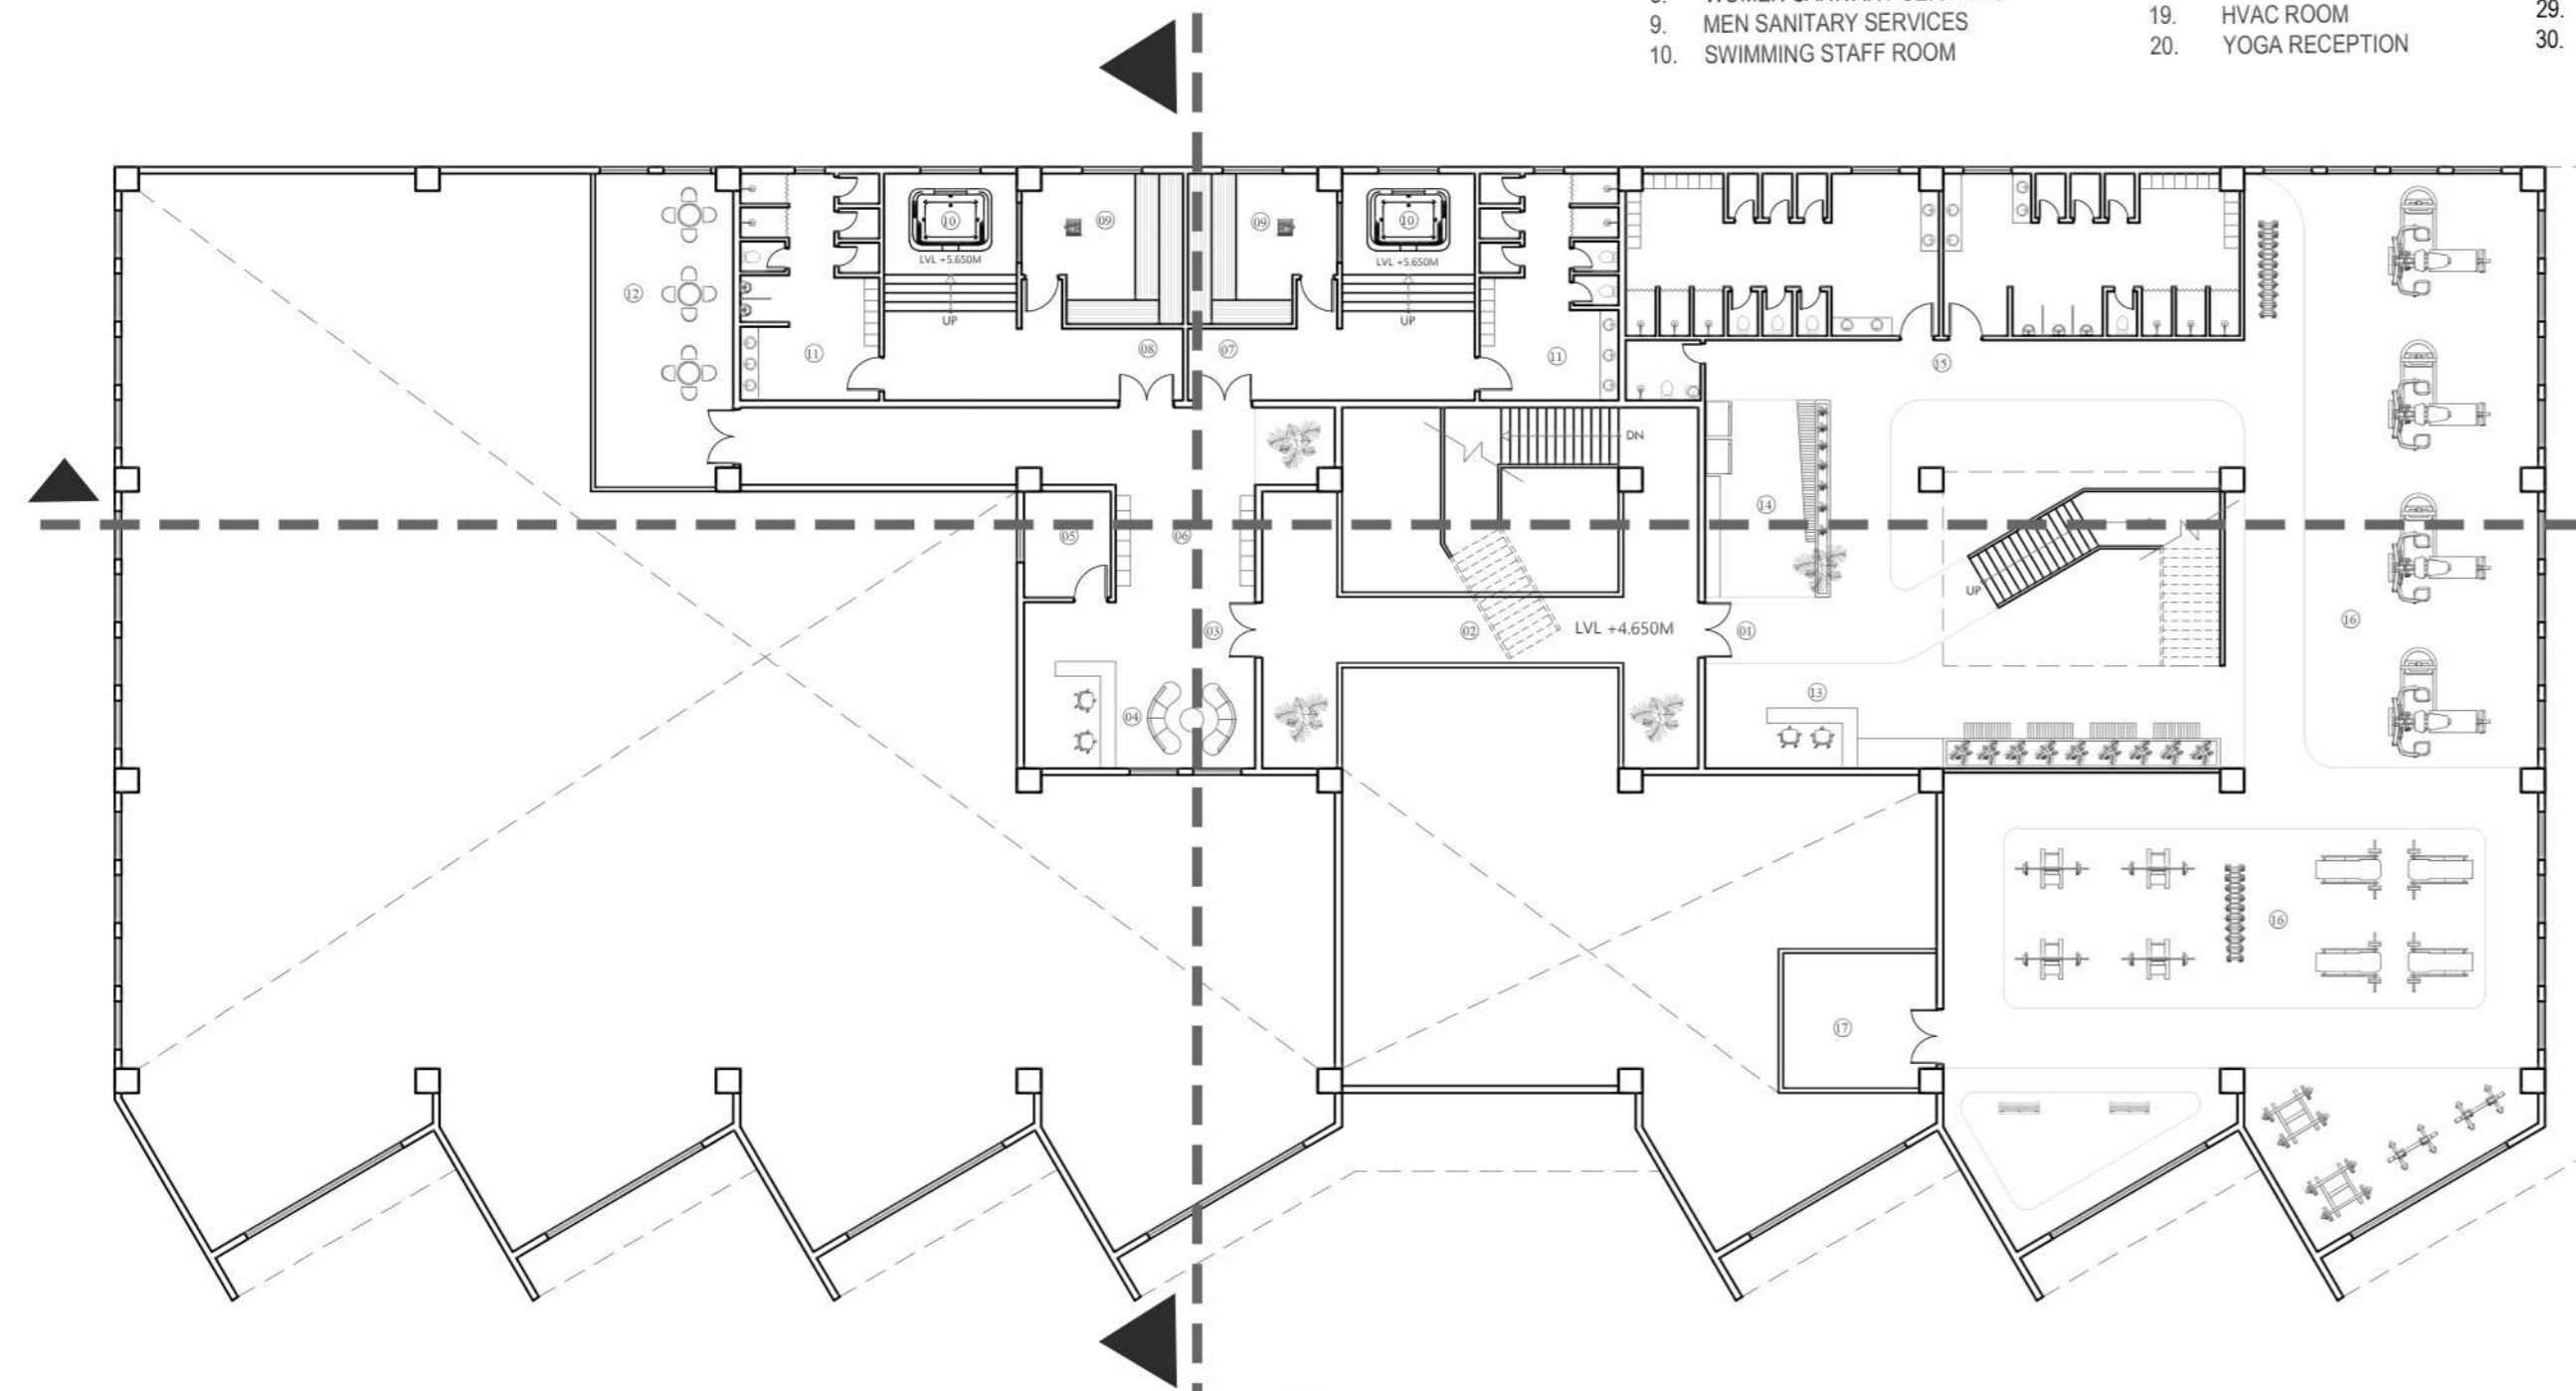 9. MEN SANITARY SERVICES
10. SWIMMING STAFF ROOM
19. HVAC ROOM
20. YOGA RECEPTION
29.
30.
10
LVL +5.650M
UP
09
09
10
LVL +5.650M
UP
12
11
08
07
11
15
DN
14
05
06
UP
03
02
LVL +4.650M
01
16
04
13
16
17